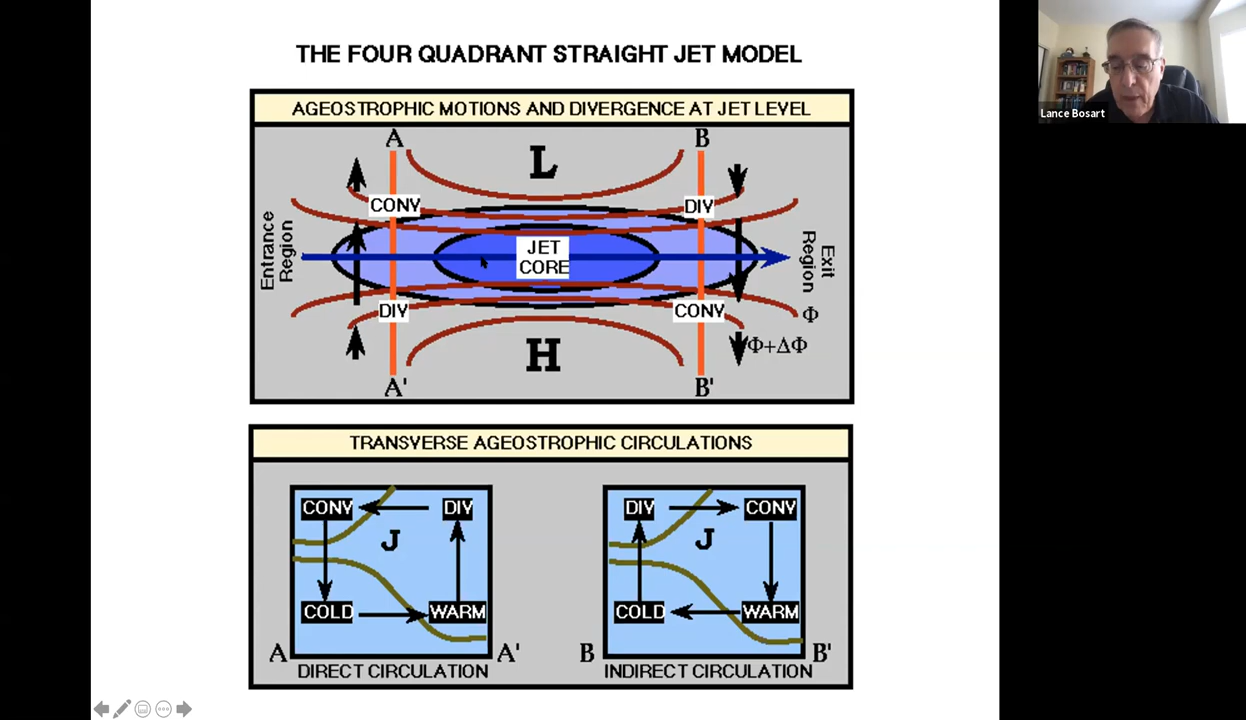 THE FOUR QUADRANT STRAIGHT JET MODEL
Lance Bosart
AGEOSTROPHIC MOTIONS AND DIVERGENCE AT JET LEVEL
A
B
L
CONV
DIV
Entrance
Region
JET
CORE
Exit
Region
DIV
CONV
Φ
H
Φ+ΔΦ
A'
B'
TRANSVERSE AGEOSTROPHIC CIRCULATIONS
CONV
DIV
J
COLD
WARM
A
A'
DIRECT CIRCULATION
DIV
CONV
J
COLD
WARM
B
B'
INDIRECT CIRCULATION